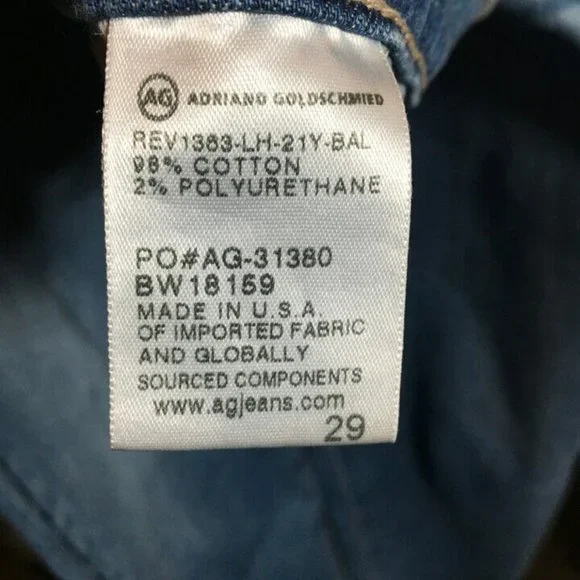 AG ADRIANO GOLDSCHMIED
REV1363-LH-21Y-BAL
98% COTTON
2% POLYURETHANE
PO#AG-31380
BW18159
MADE IN U.S.A
OF IMPORTED FABRIC
AND GLOBALLY
SOURCED COMPONENTS
www.agjeans.com
29